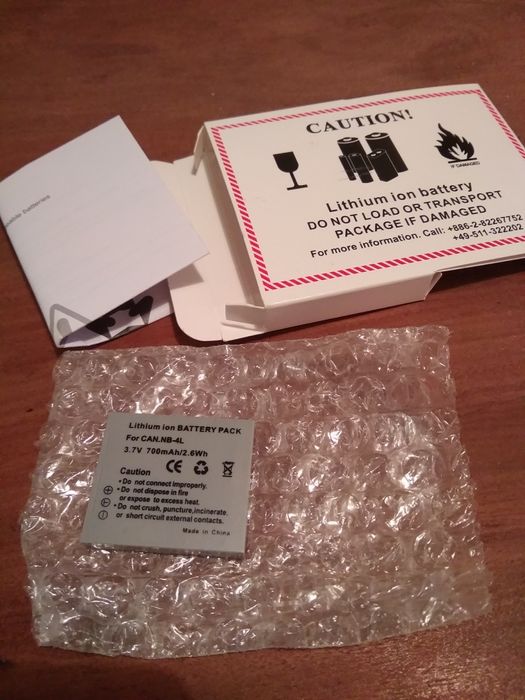 CAUTION!
IF DAMAGED
Lithium ion battery
DO NOT LOAD OR TRANSPORT
PACKAGE IF DAMAGED
For more information. Call: +886-2-82267752
+49-511-322202
batteries
Lithium ion BATTERY PACK
For CAN.NB-4L
3.7V 700mAh/2.6Wh
Caution CE
• Do not connect improperly.
• Do not dispose in fire
or expose to excess heat.
• Do not crush, puncture,incinerate,
or short circuit external contacts.
Made in China